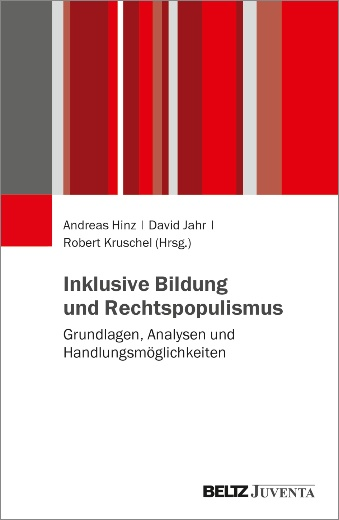 Andreas Hinz | David Jahr |
Robert Kruschel (Hrsg.)
Inklusive Bildung
und Rechtspopulismus
Grundlagen, Analysen und
Handlungsmöglichkeiten
BELTZ JUVENTA